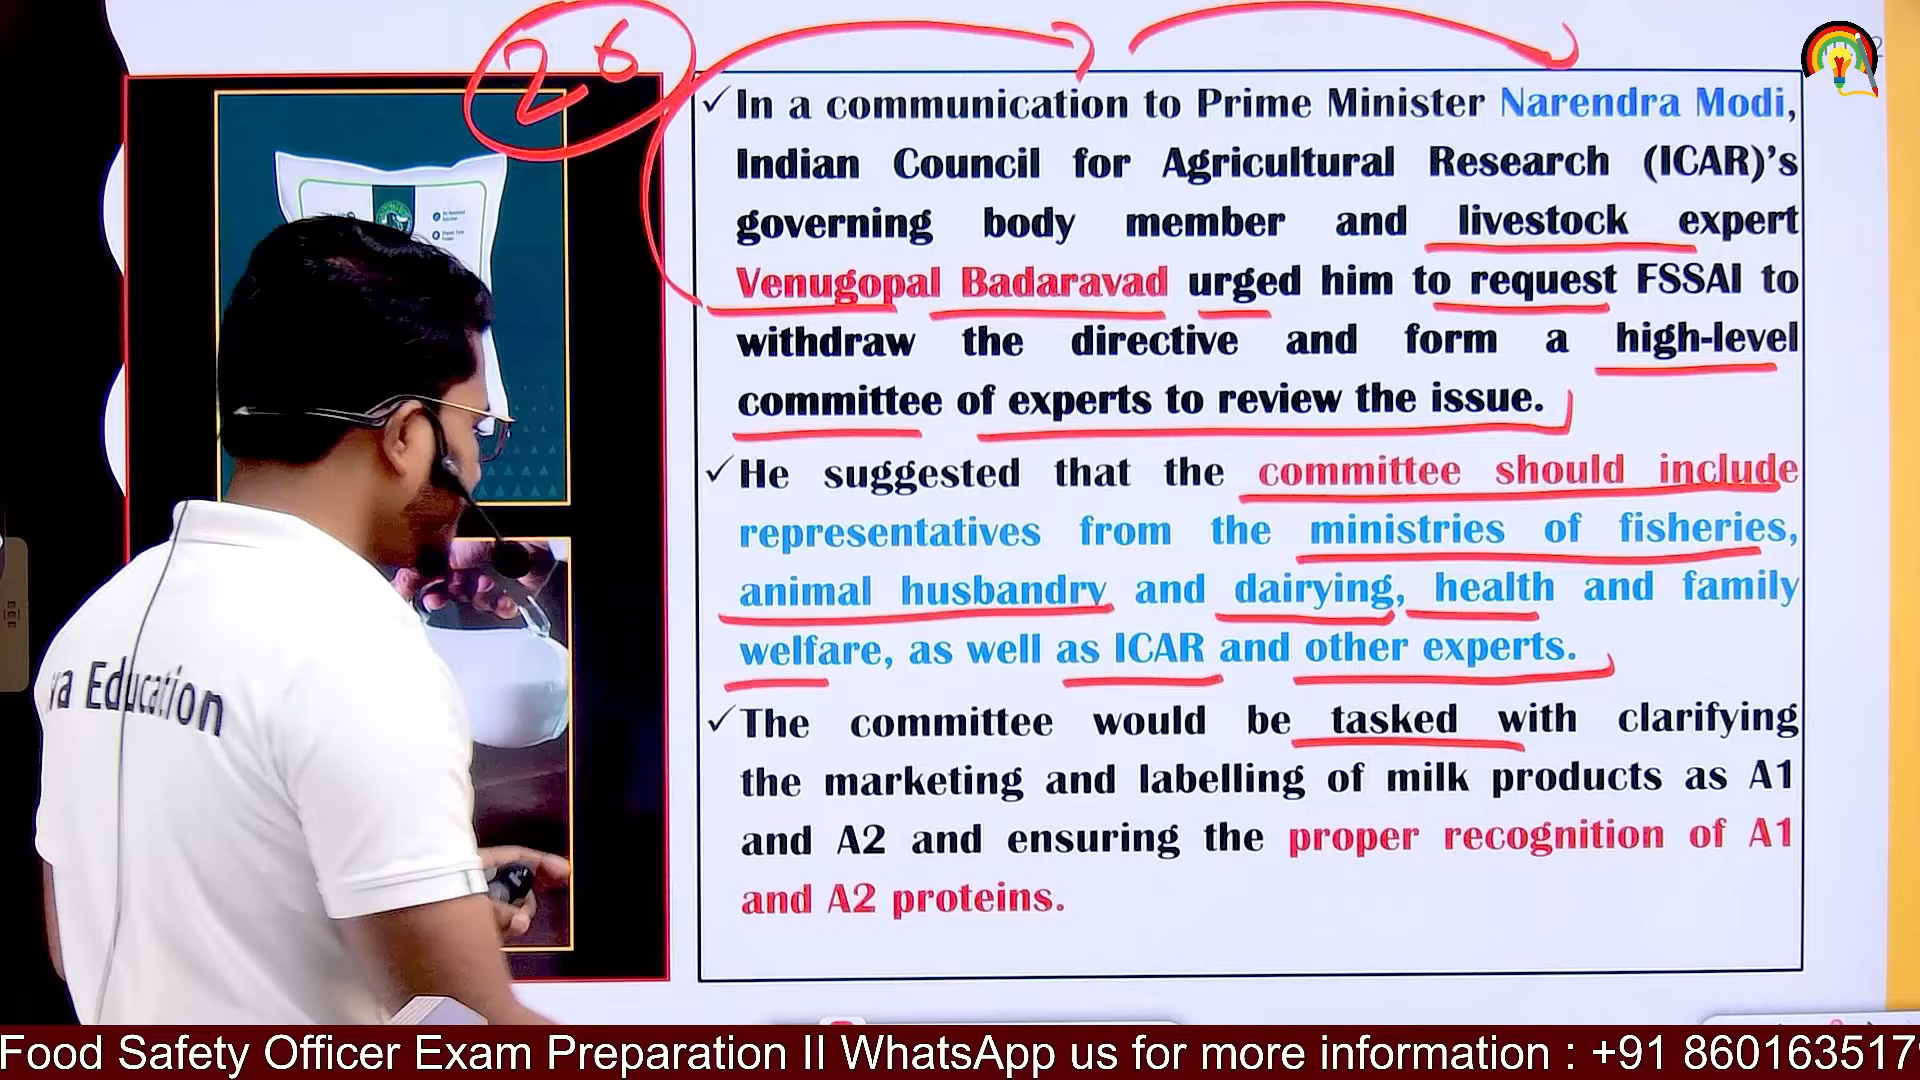 26
✓In a communication to Prime Minister Narendra Modi,
Indian Council for Agricultural Research (ICAR)'s
governing body member and livestock expert
Venugopal Badaravad urged him to request FSSAI to
withdraw the directive and form a high-level
committee of experts to review the issue.
✓He suggested that the committee should include
representatives from the ministries of fisheries,
animal husbandry and dairying, health and family
welfare, as well as ICAR and other experts.
✓The committee would be tasked with clarifying
the marketing and labelling of milk products as A1
and A2 and ensuring the proper recognition of A1
and A2 proteins.
va Education
Food Safety Officer Exam Preparation II WhatsApp us for more information : +91 860163517